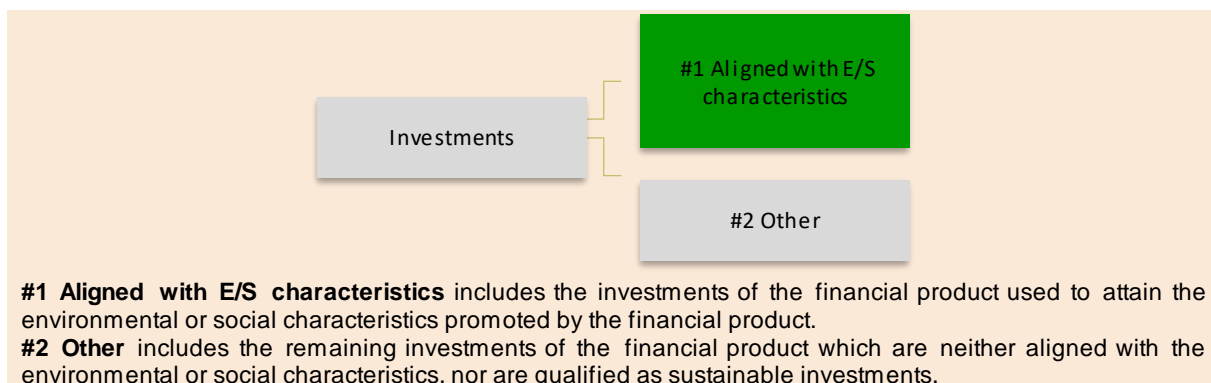 #1 Aligned with E/S
characteristics
Investments
#2 Other
#1 Aligned with E/S characteristics includes the investments of the financial product used to attain the
environmental or social characteristics promoted by the financial product.
#2 Other includes the remaining investments of the financial product which are neither aligned with the
environmental or social characteristics, nor are qualified as sustainable investments.